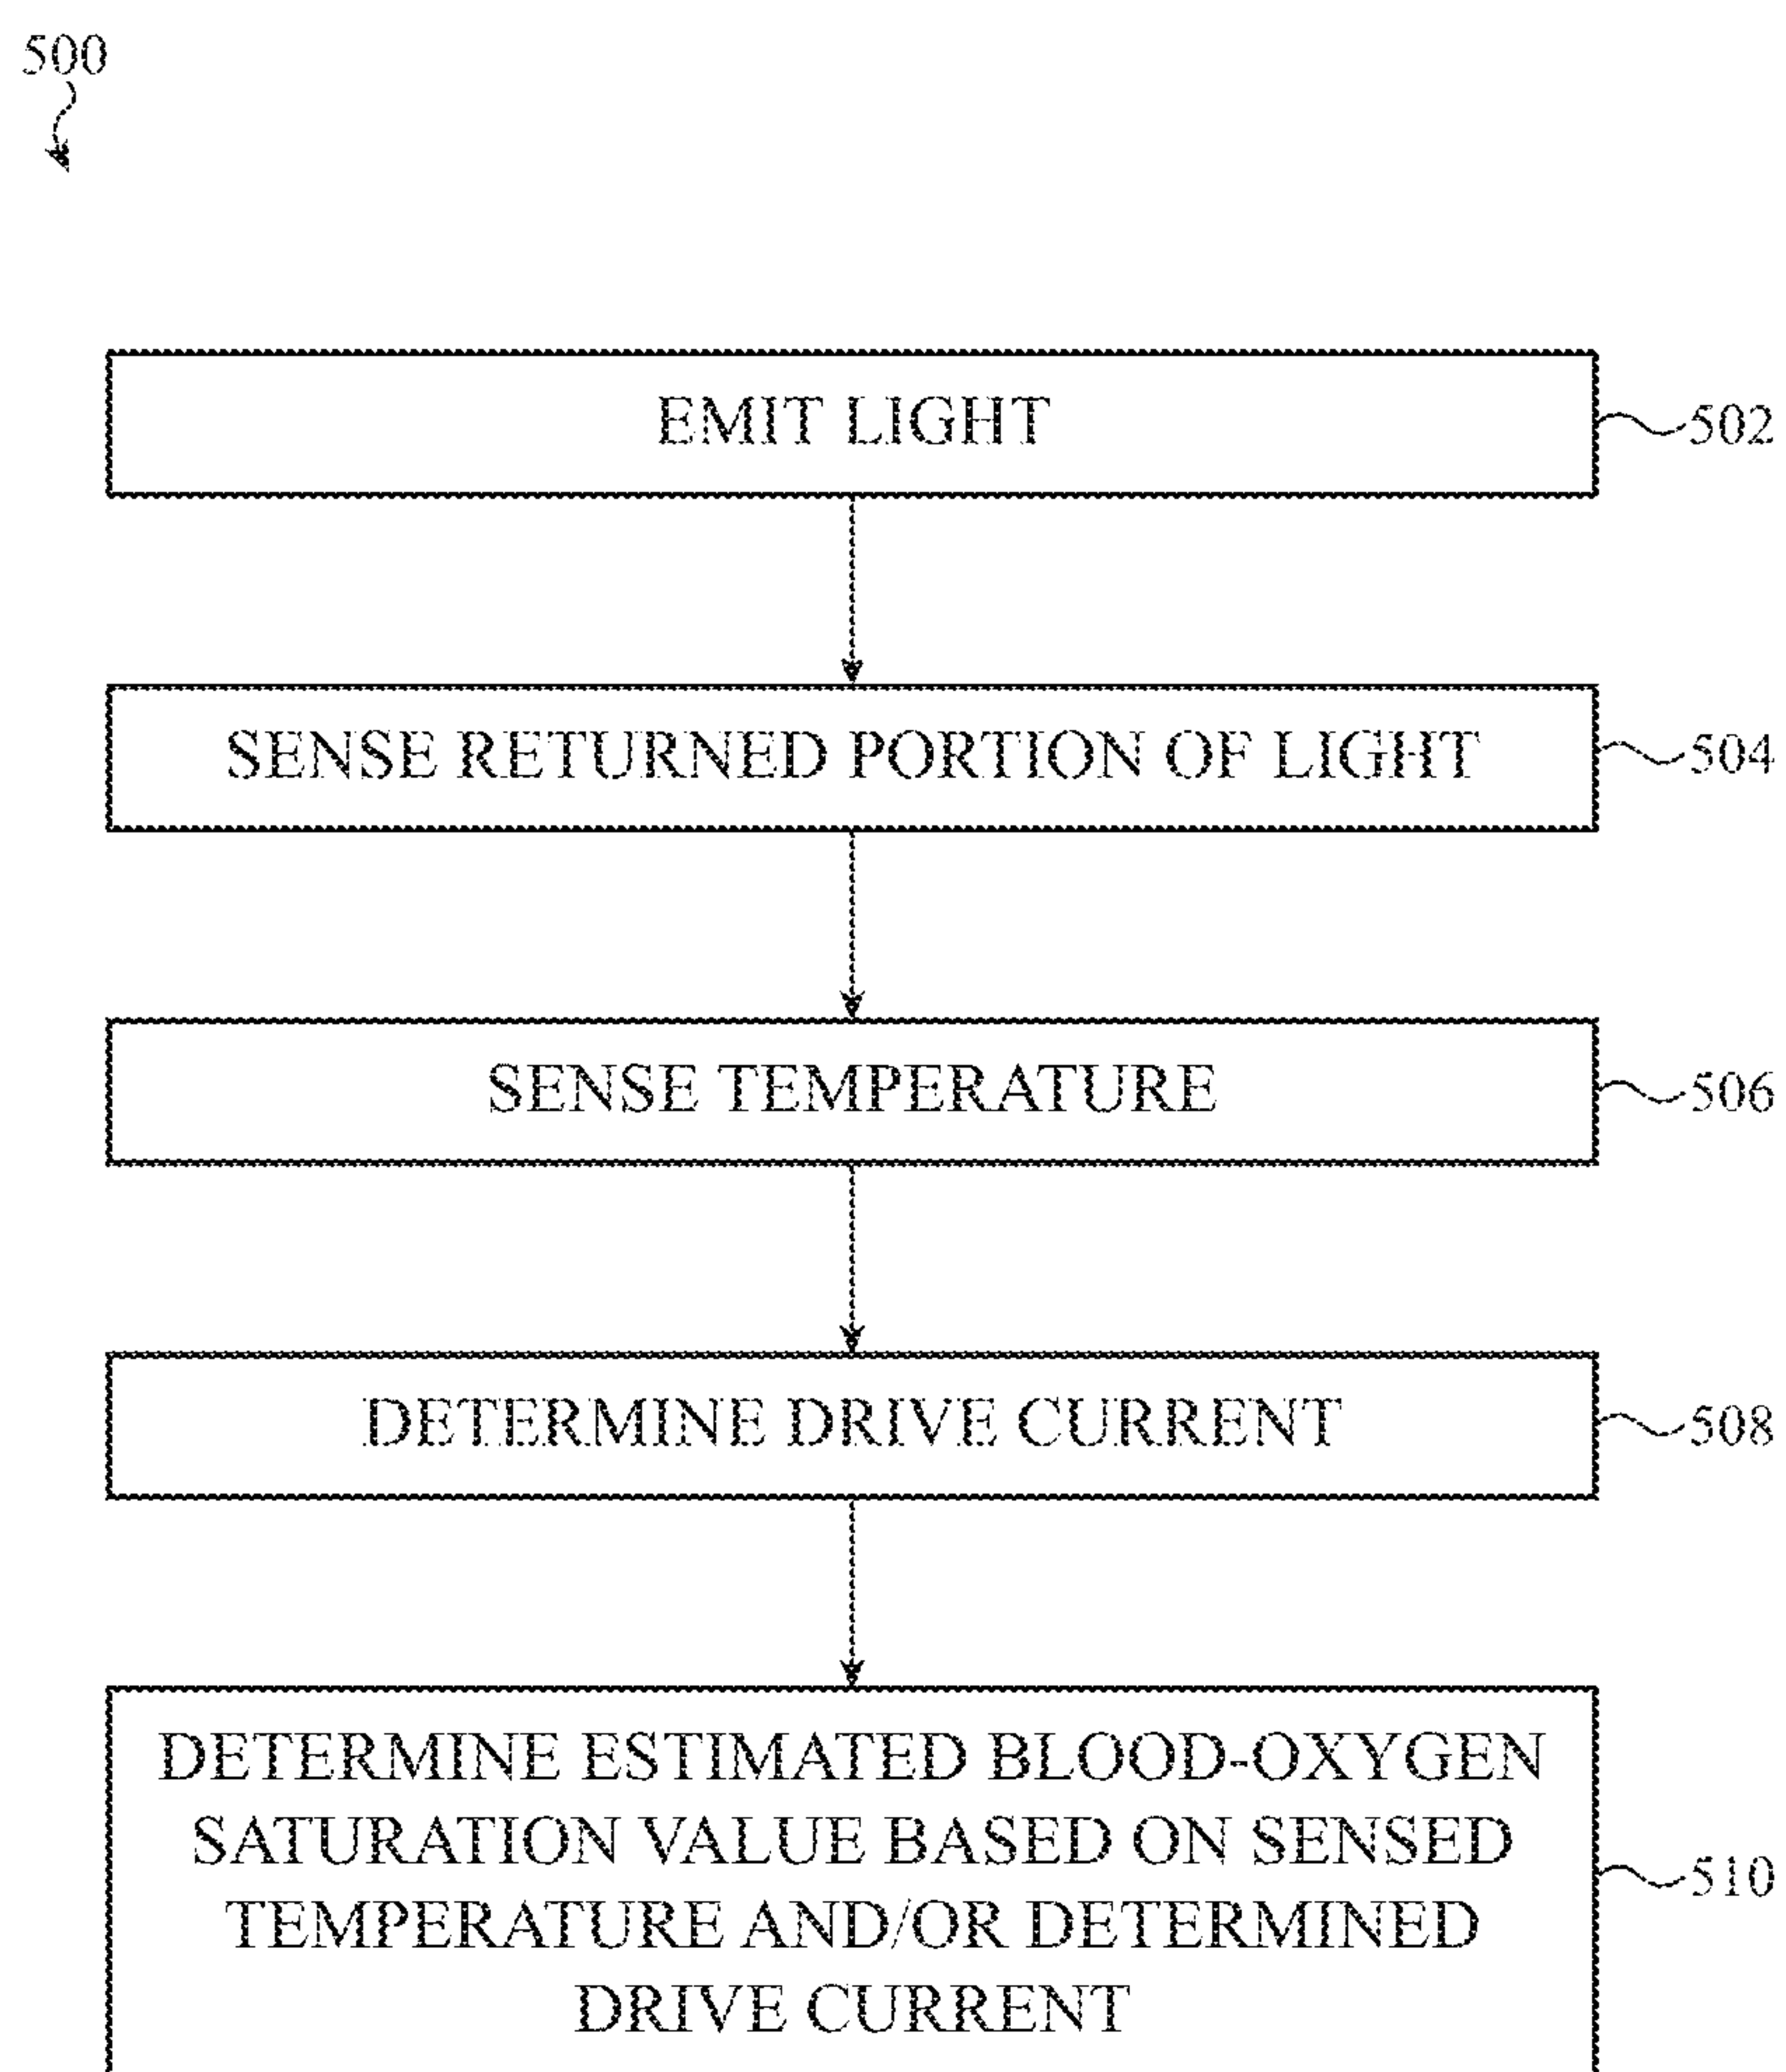 500
EMIT LIGHT
502
SENSE RETURNED PORTION OF LIGHT
504
SENSE TEMPERATURE
506
DETERMINE DRIVE CURRENT
508
DETERMINE ESTIMATED BLOOD-OXYGEN
SATURATION VALUE BASED ON SENSED
TEMPERATURE AND/OR DETERMINED
DRIVE CURRENT
510